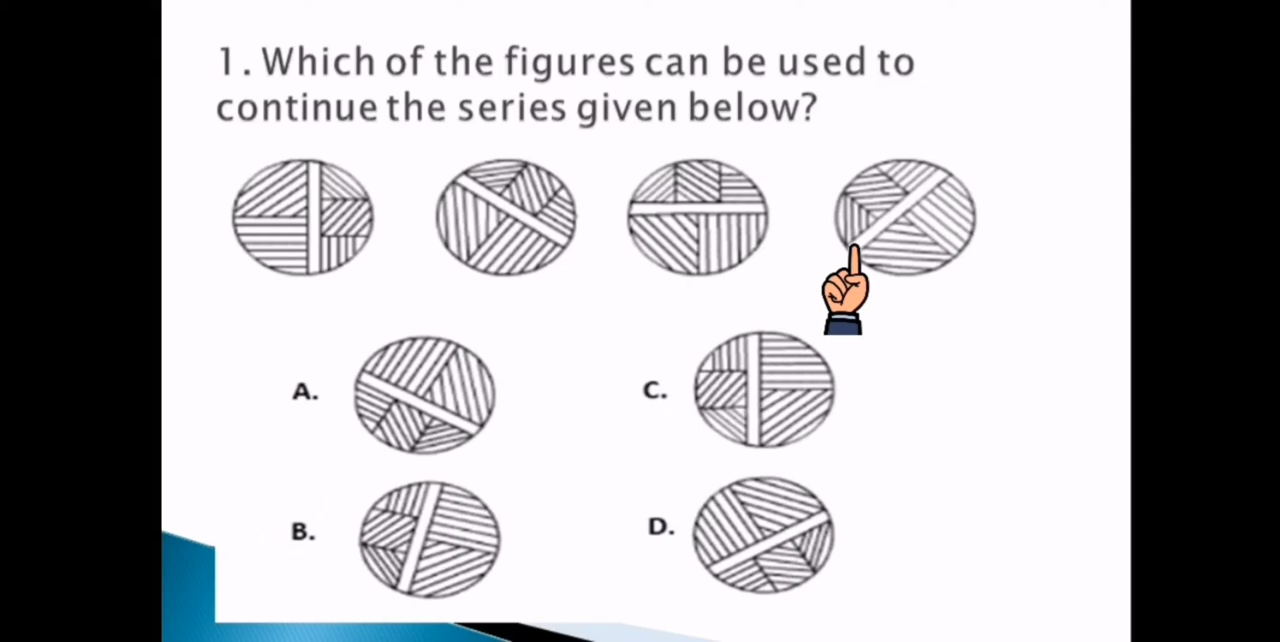 1. Which of the figures can be used to
continue the series given below?
A.
C.
B.
D.